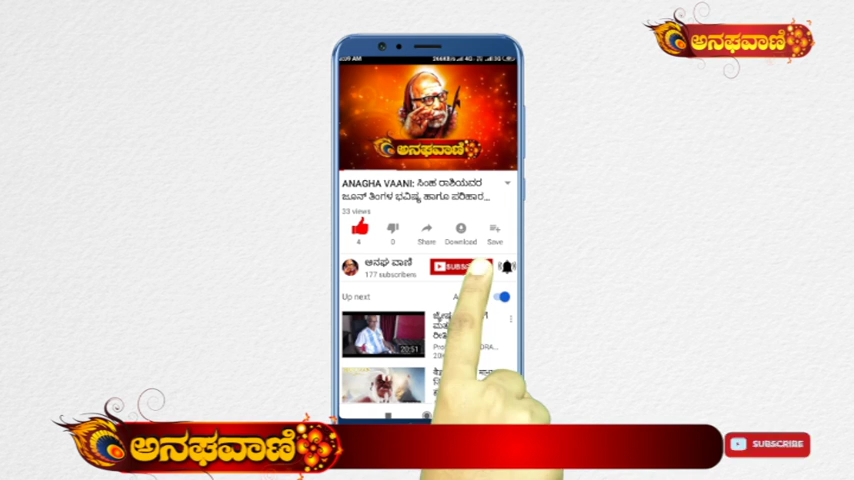 ಅನಘವಾಣಿ
ಅನಘವಾಣಿ
ANAGHA VAANI: ಸಿಂಹ ರಾಶಿಯವರ
ಜೂನ್ ತಿಂಗಳ ಭವಿಷ್ಯ ಹಾಗೂ ಪರಿಹಾರ...
33 views
4 0 Share Download Save
ಅನಘ ವಾಣಿ
177 subscribers
Up next
20:51
ಅನಘವಾಣಿ
SUBSCRIBE